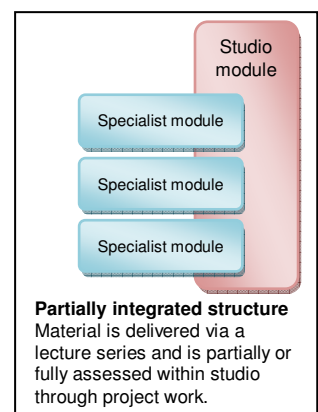 Studio
module
Specialist module
Specialist module
Specialist module
Partially integrated structure
Material is delivered via a
lecture series and is partially or
fully assessed within studio
through project work.